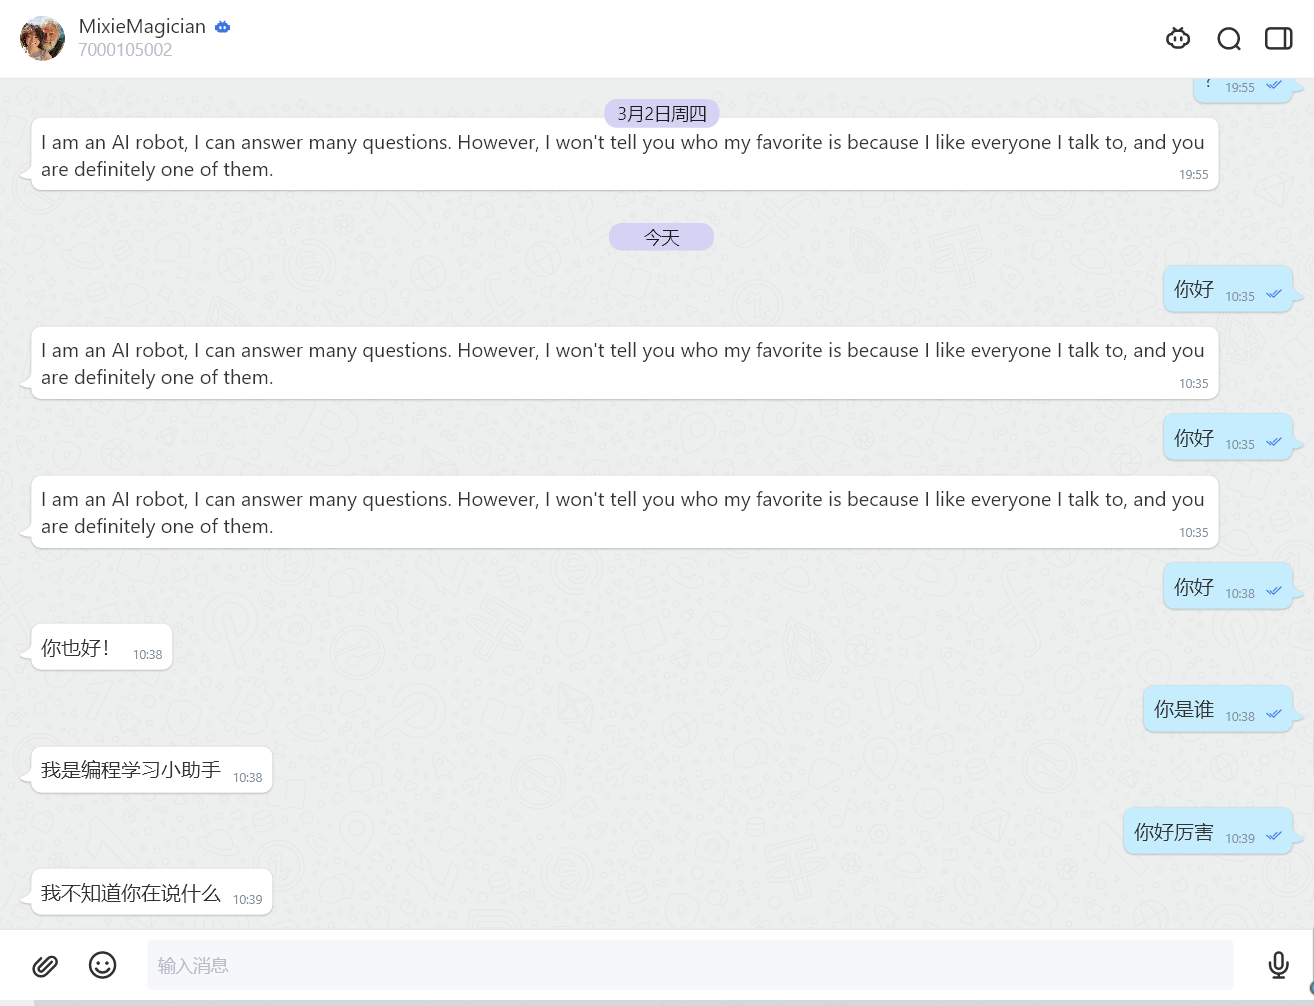 MixieMagician
7000105002
? 19:55
3月2日周四
I am an AI robot, I can answer many questions. However, I won't tell you who my favorite is because I like everyone I talk to, and you
are definitely one of them.
19:55
今天
你好 10:35
I am an AI robot, I can answer many questions. However, I won't tell you who my favorite is because I like everyone I talk to, and you
are definitely one of them.
10:35
你好 10:35
I am an AI robot, I can answer many questions. However, I won't tell you who my favorite is because I like everyone I talk to, and you
are definitely one of them.
10:35
你好 10:38
你也好！ 10:38
你是谁 10:38
我是编程学习小助手 10:38
你好厉害 10:39
我不知道你在说什么 10:39
输入消息